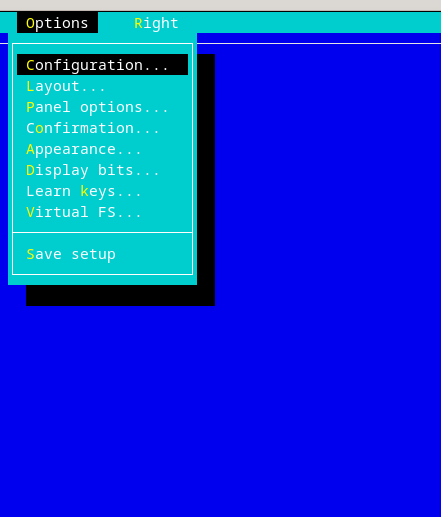 Options Right
Configuration...
Layout...
Panel options...
Confirmation...
Appearance...
Display bits...
Learn keys...
Virtual FS...
Save setup